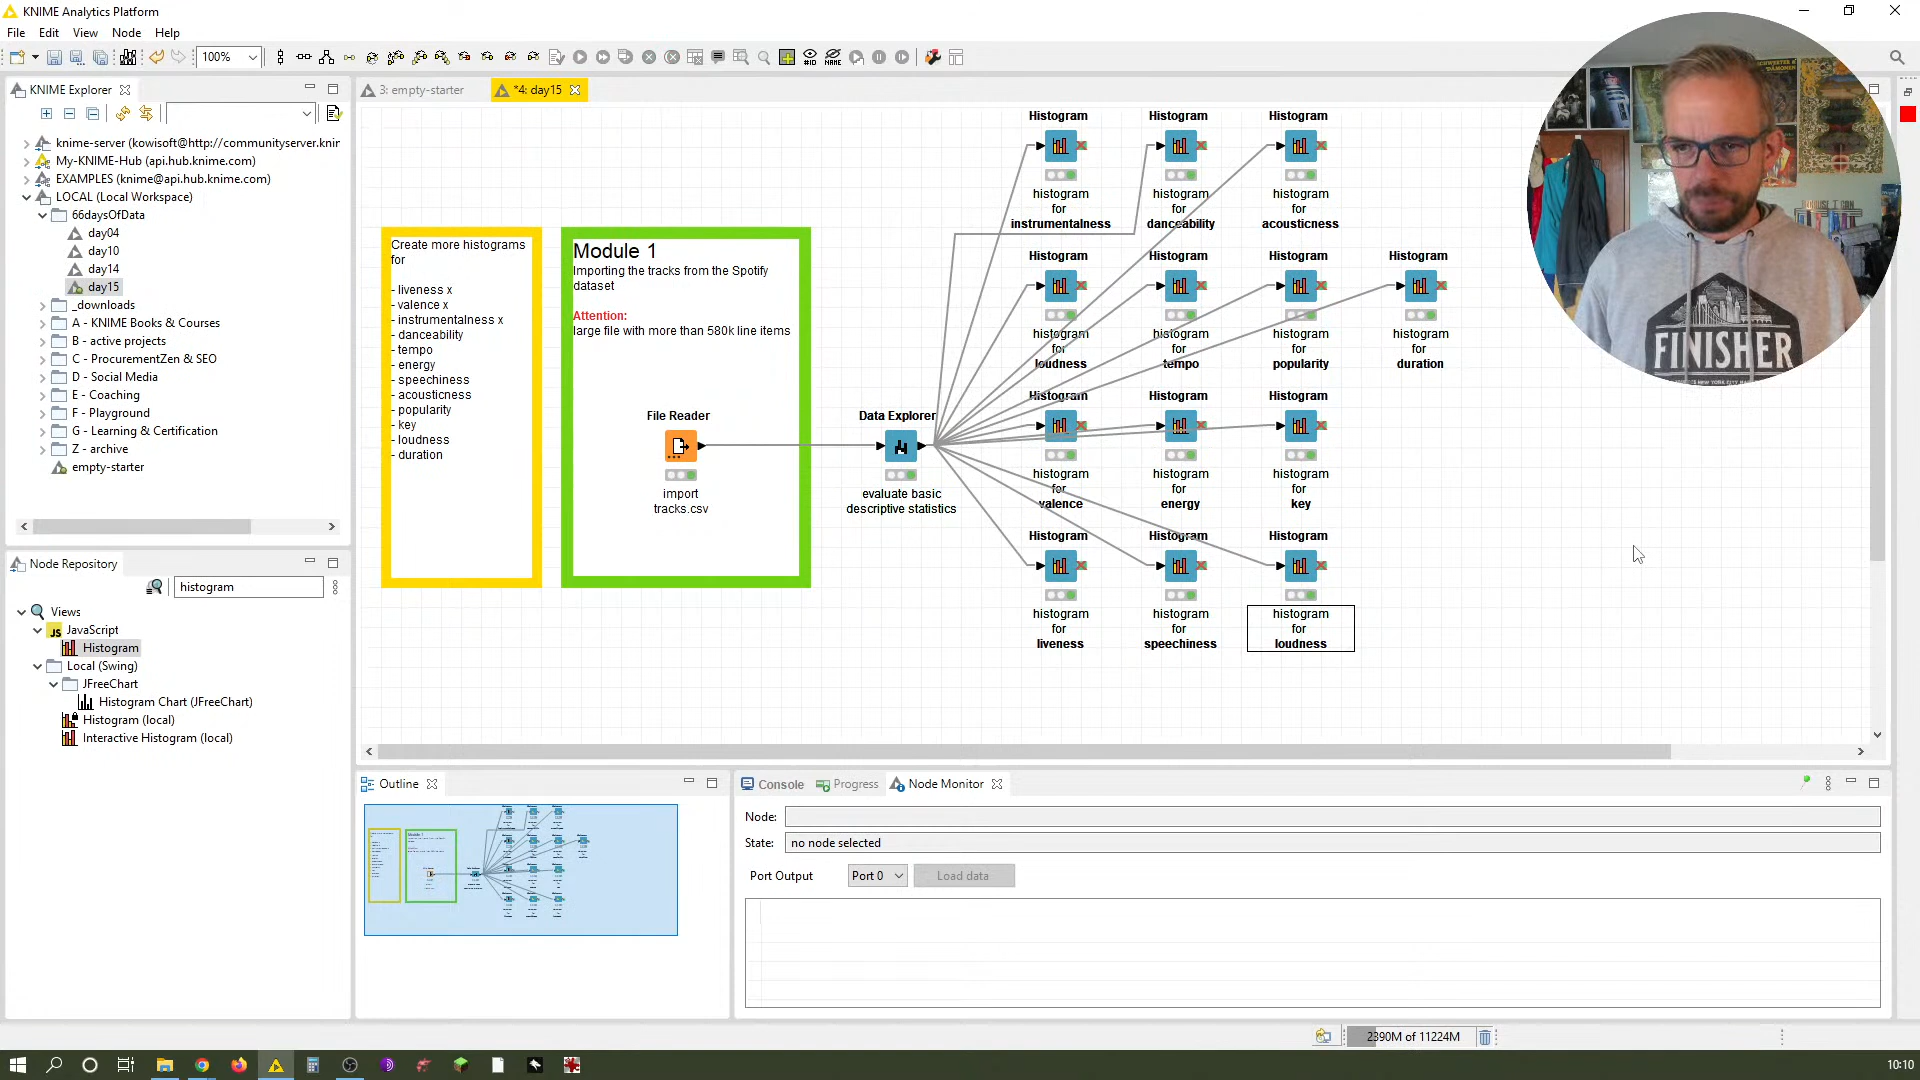 KNIME Analytics Platform
File Edit View Node Help
100%
KNIME Explorer
3: empty-starter
*4: day15
knime-server (kowisoft@http://communityserver.knir
My-KNIME-Hub (api.hub.knime.com)
EXAMPLES (knime@api.hub.knime.com)
LOCAL (Local Workspace)
66daysOfData
day04
day10
day14
day15
_downloads
A - KNIME Books & Courses
B - active projects
C - ProcurementZen & SEO
D - Social Media
E - Coaching
F - Playground
G - Learning & Certification
Z - archive
empty-starter
Node Repository
histogram
Views
JS JavaScript
Histogram
Local (Swing)
JFreeChart
Histogram Chart (JFreeChart)
Histogram (local)
Interactive Histogram (local)
Create more histograms
for
- liveness x
- valence x
- instrumentalness x
- danceability
- tempo
- energy
- speechiness
- acousticness
- popularity
- key
- loudness
- duration
Module 1
Importing the tracks from the Spotify
dataset
Attention:
large file with more than 580k line items
File Reader
import
tracks.csv
Data Explorer
evaluate basic
descriptive statistics
Histogram
histogram
for
instrumentalness
Histogram
histogram
for
danceability
Histogram
histogram
for
acousticness
Histogram
histogram
for
loudness
Histogram
histogram
for
tempo
Histogram
histogram
for
popularity
Histogram
histogram
for
duration
Histogram
histogram
for
valence
Histogram
histogram
for
energy
Histogram
histogram
for
key
Histogram
histogram
for
liveness
Histogram
histogram
for
speechiness
Histogram
histogram
for
loudness
FINISHER
Outline
Console Progress Node Monitor
Node:
State: no node selected
Port Output Port 0 Load data
2390M of 11224M
10:10